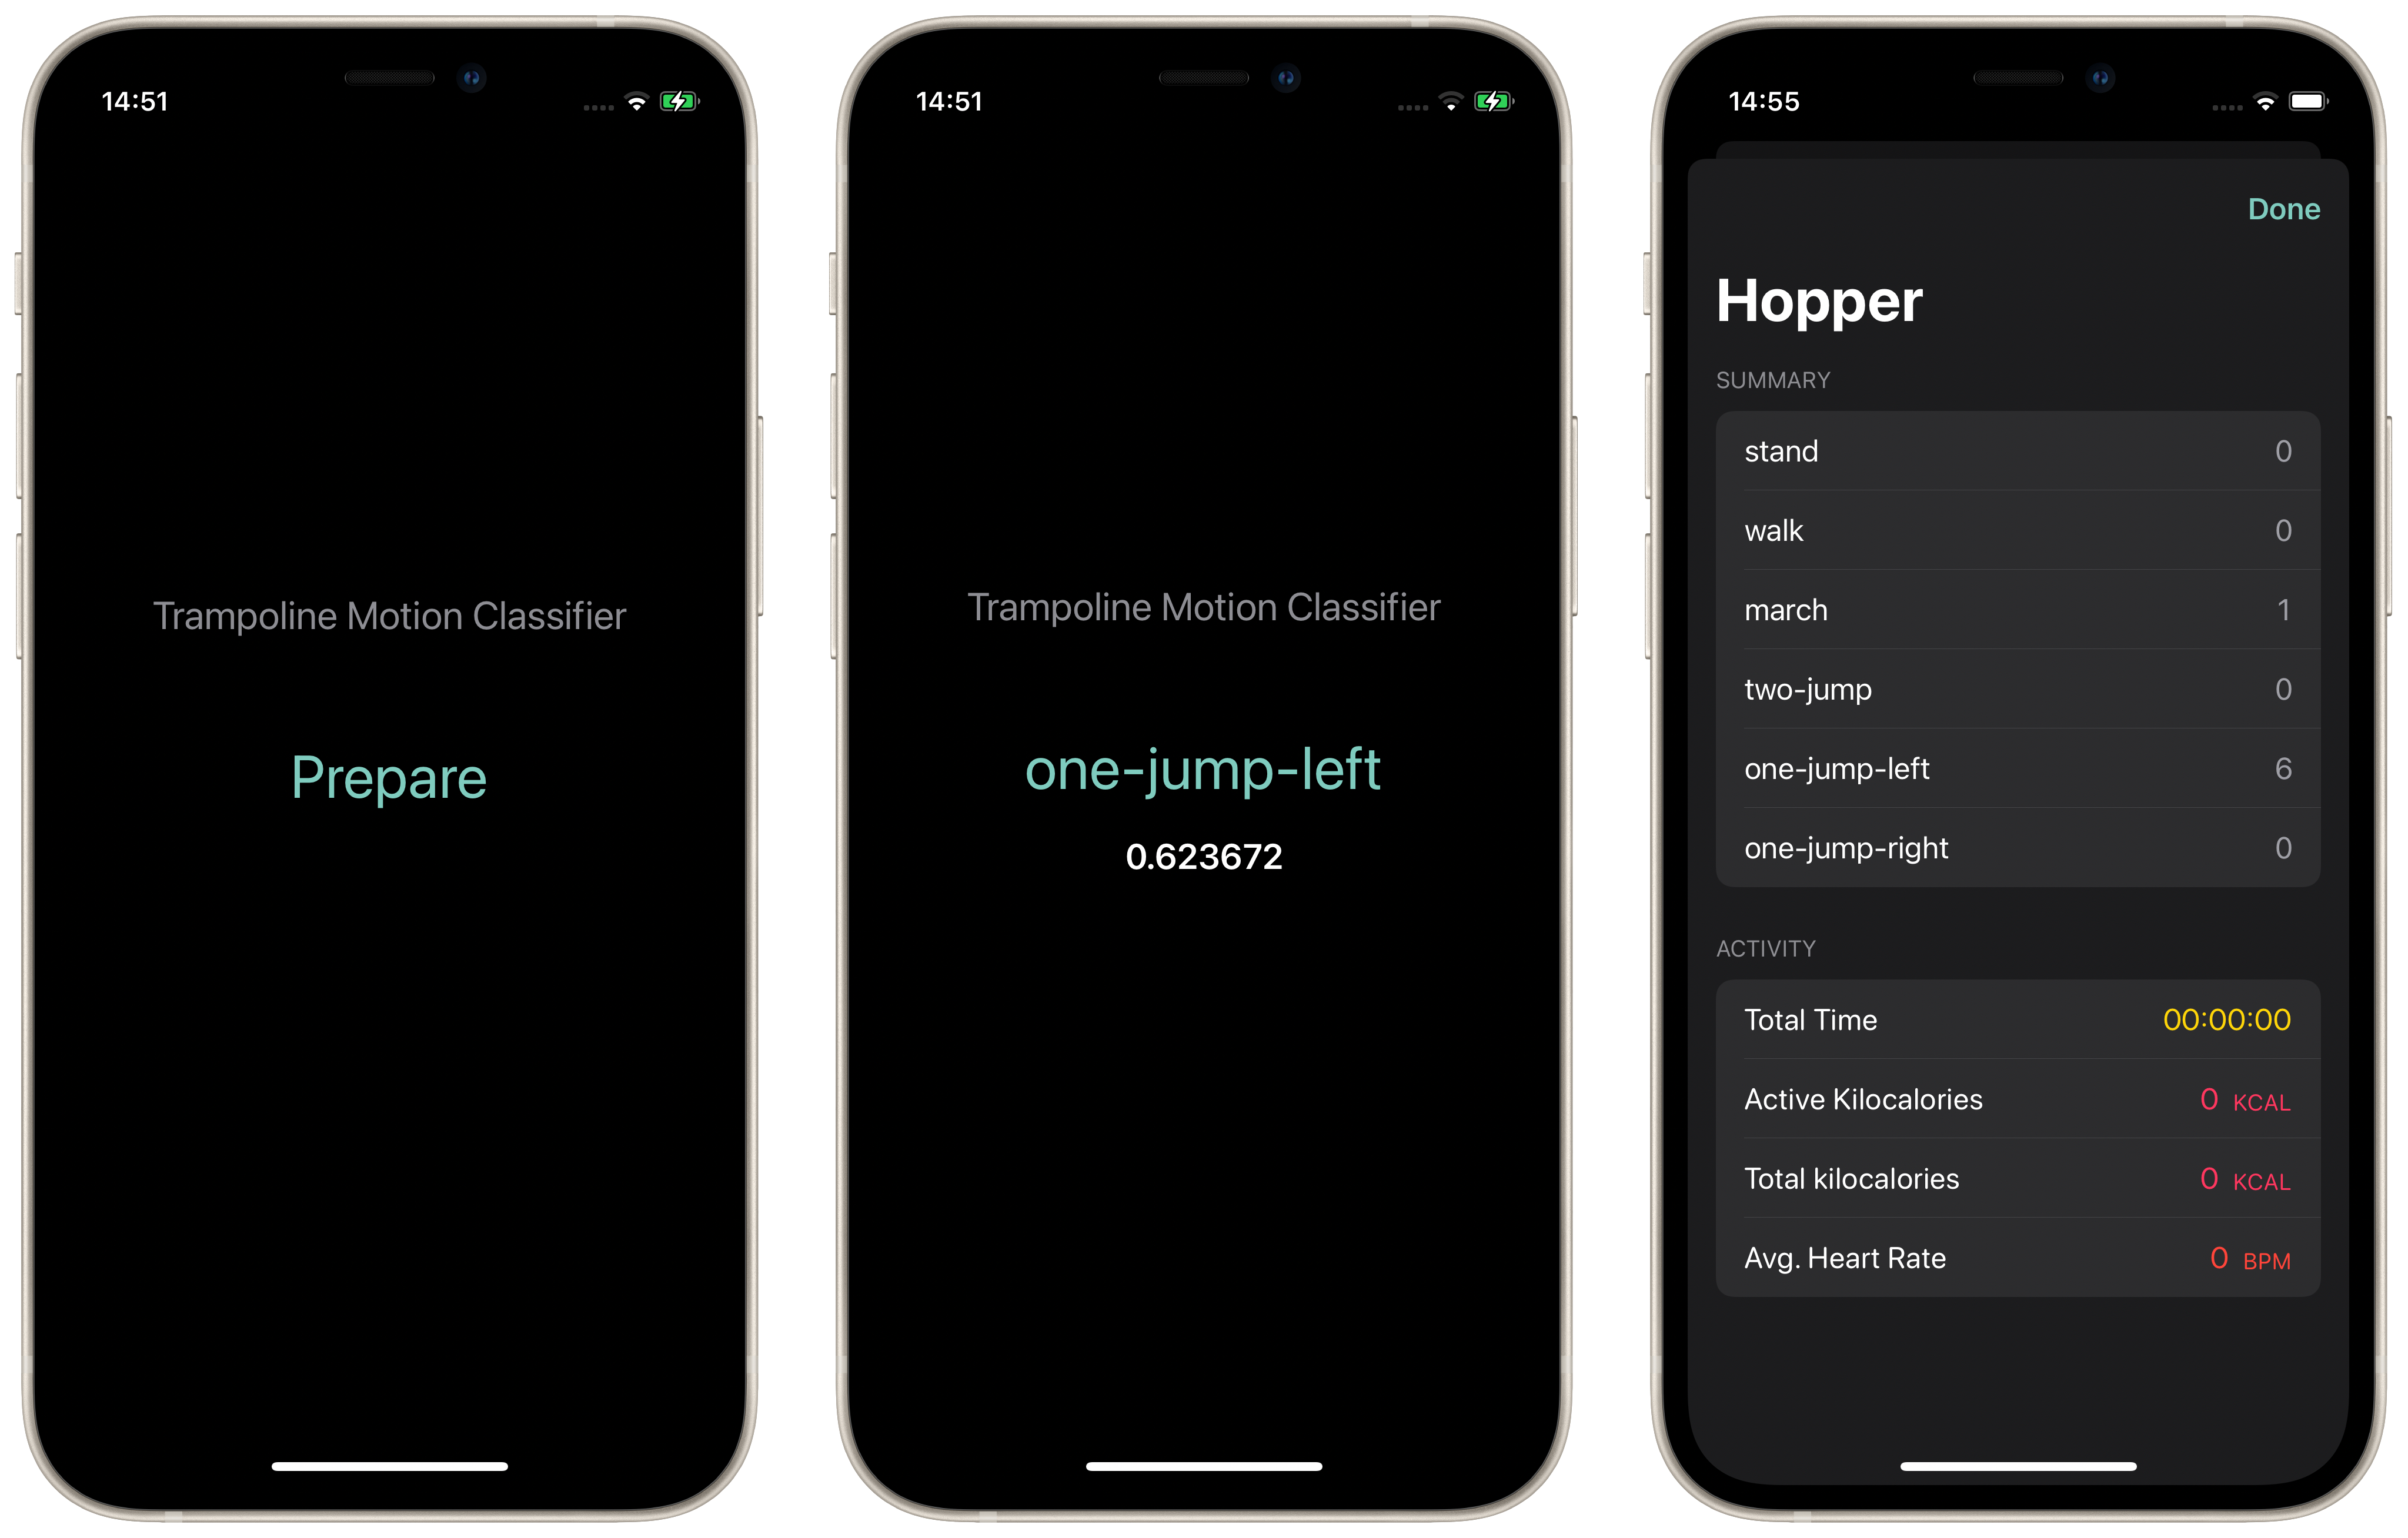 14:51
Trampoline Motion Classifier
Prepare
14:51
Trampoline Motion Classifier
one-jump-left
0.623672
14:55
Done
Hopper
SUMMARY
stand 0
walk 0
march 1
two-jump 0
one-jump-left 6
one-jump-right 0
ACTIVITY
Total Time 00:00:00
Active Kilocalories 0 KCAL
Total kilocalories 0 KCAL
Avg. Heart Rate 0 BPM